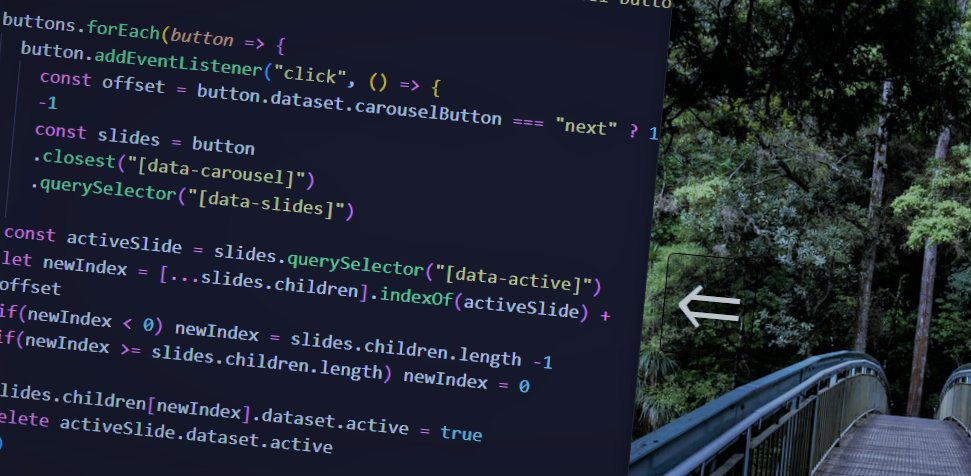 buttons.forEach(button => {
button.addEventListener("click", () => {
const offset = button.dataset.carouselButton === "next" ? 1
-1
const slides = button
.closest("[data-carousel]")
.querySelector("[data-slides]")
const activeSlide = slides.querySelector("[data-active]")
let newIndex = [...slides.children].indexOf(activeSlide) +
offset
if(newIndex < 0) newIndex = slides.children.length -1
if(newIndex >= slides.children.length) newIndex = 0
slides.children[newIndex].dataset.active = true
delete activeSlide.dataset.active